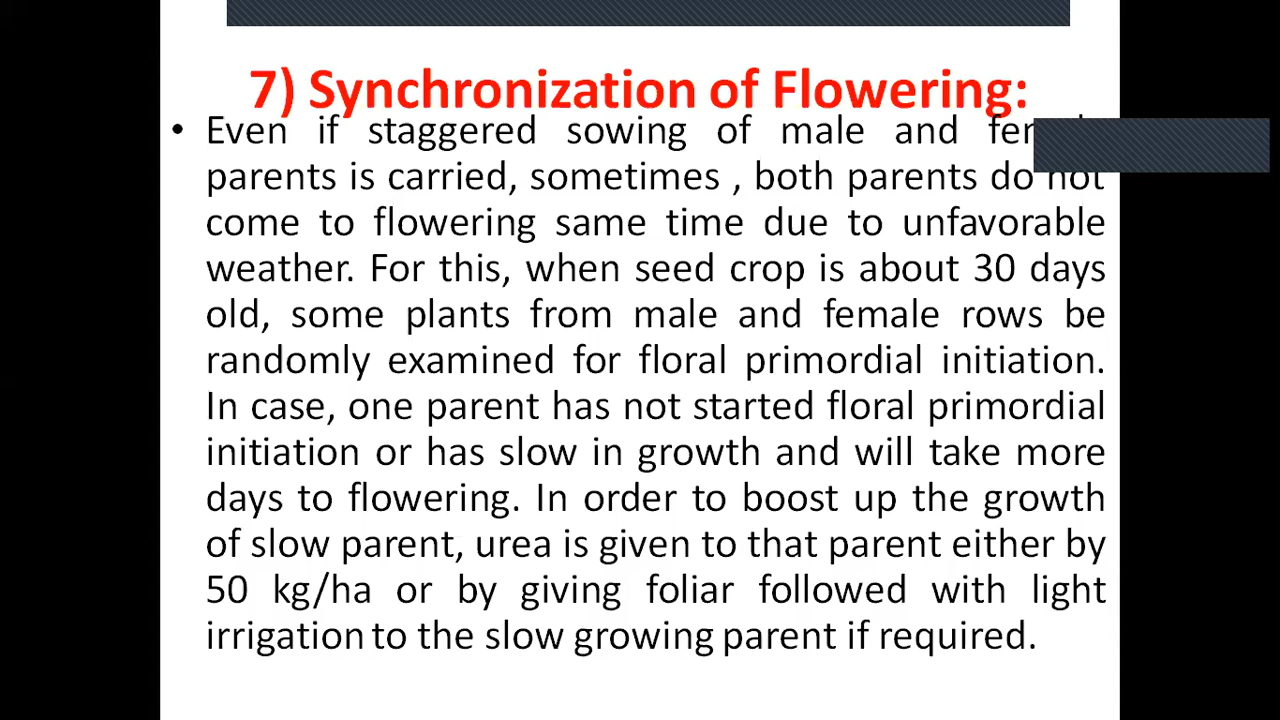 7) Synchronization of Flowering:
• Even if staggered sowing of male and
parents is carried, sometimes , both parents do not
come to flowering same time due to unfavorable
weather. For this, when seed crop is about 30 days
old, some plants from male and female rows be
randomly examined for floral primordial initiation.
In case, one parent has not started floral primordial
initiation or has slow in growth and will take more
days to flowering. In order to boost up the growth
of slow parent, urea is given to that parent either by
50 kg/ha or by giving foliar followed with light
irrigation to the slow growing parent if required.